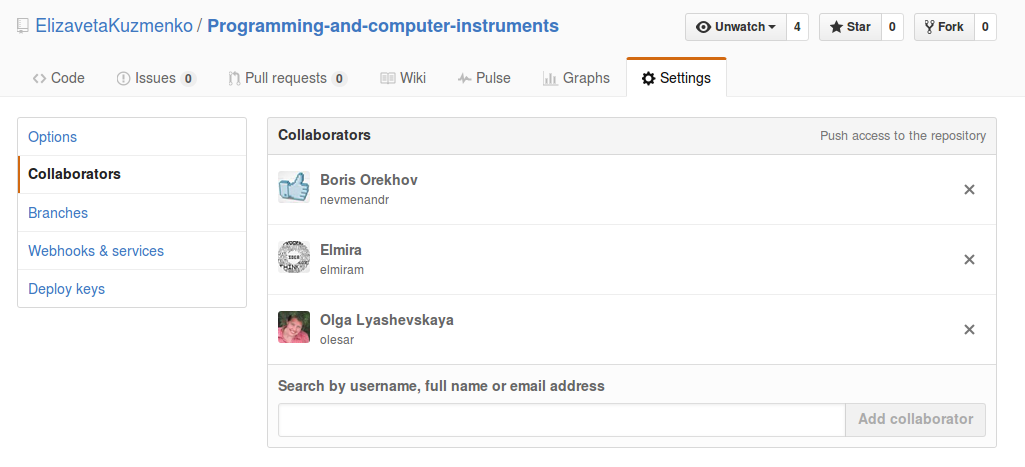 ElizavetaKuzmenko / Programming-and-computer-instruments
Unwatch 4 Star 0 Fork 0
Code Issues 0 Pull requests 0 Wiki Pulse Graphs Settings
Options
Collaborators
Branches
Webhooks & services
Deploy keys
Collaborators Push access to the repository
Boris Orekhov
nevmenandr
Elmira
elmiram
Olga Lyashevskaya
olesar
Search by username, full name or email address
Add collaborator